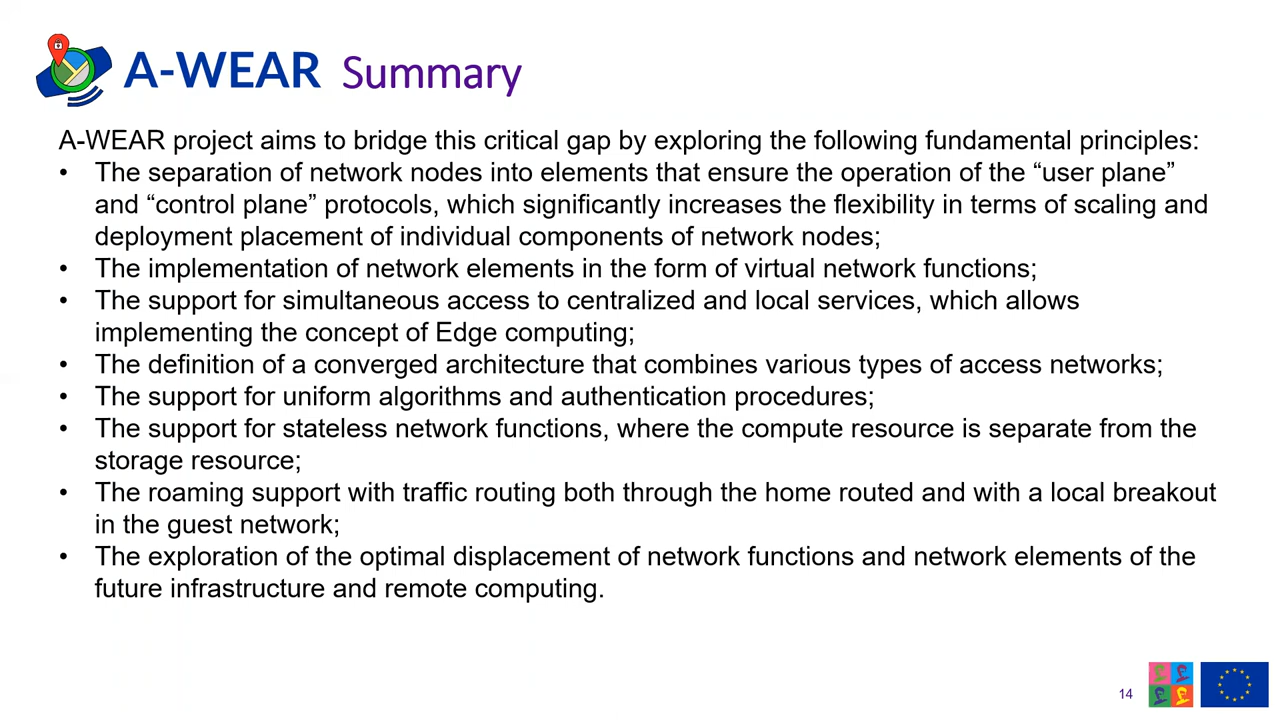 A-WEAR Summary
A-WEAR project aims to bridge this critical gap by exploring the following fundamental principles:
• The separation of network nodes into elements that ensure the operation of the “user plane”
and “control plane” protocols, which significantly increases the flexibility in terms of scaling and
deployment placement of individual components of network nodes;
• The implementation of network elements in the form of virtual network functions;
• The support for simultaneous access to centralized and local services, which allows
implementing the concept of Edge computing;
• The definition of a converged architecture that combines various types of access networks;
• The support for uniform algorithms and authentication procedures;
• The support for stateless network functions, where the compute resource is separate from the
storage resource;
• The roaming support with traffic routing both through the home routed and with a local breakout
in the guest network;
• The exploration of the optimal displacement of network functions and network elements of the
future infrastructure and remote computing.
14